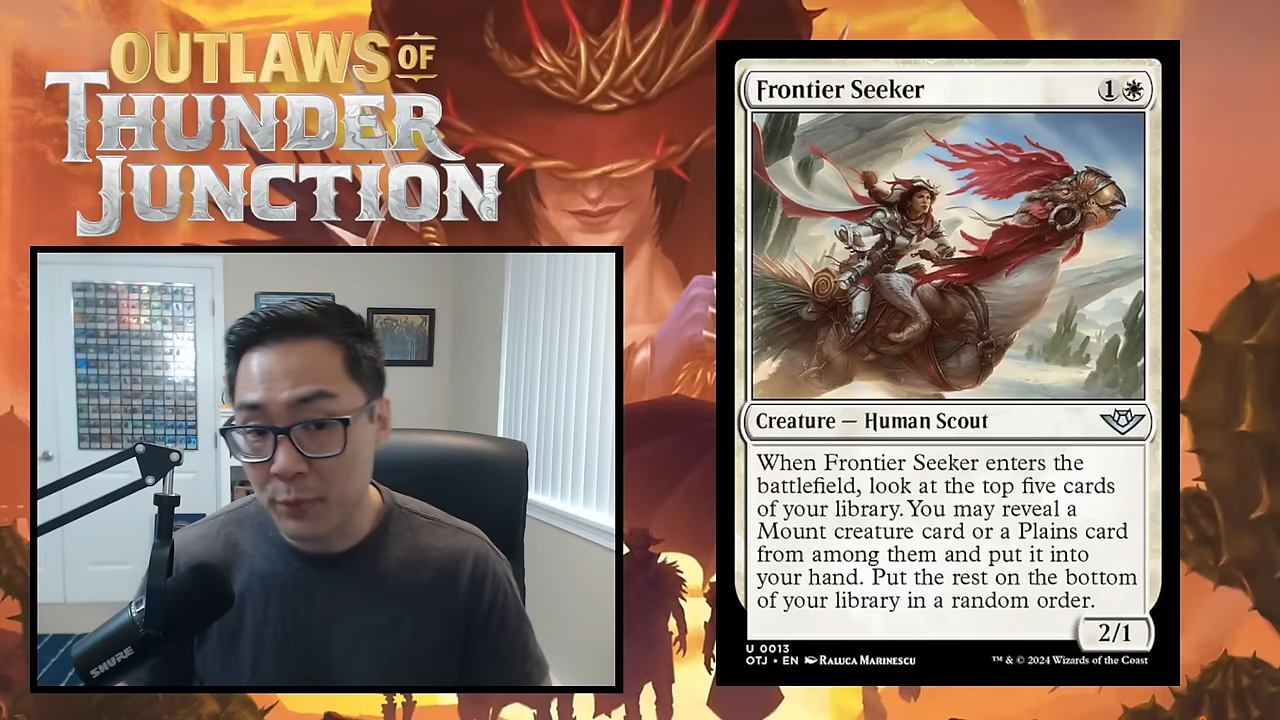 OUTLAWS OF
THUNDER
JUNCTION
Frontier Seeker
1
Creature — Human Scout
When Frontier Seeker enters the
battlefield, look at the top five cards
of your library. You may reveal a
Mount creature card or a Plains card
from among them and put it into
your hand. Put the rest on the bottom
of your library in a random order.
2/1
U 0013
OTJ • EN Raluca Marinescu
™ & © 2024 Wizards of the Coast
SHURE